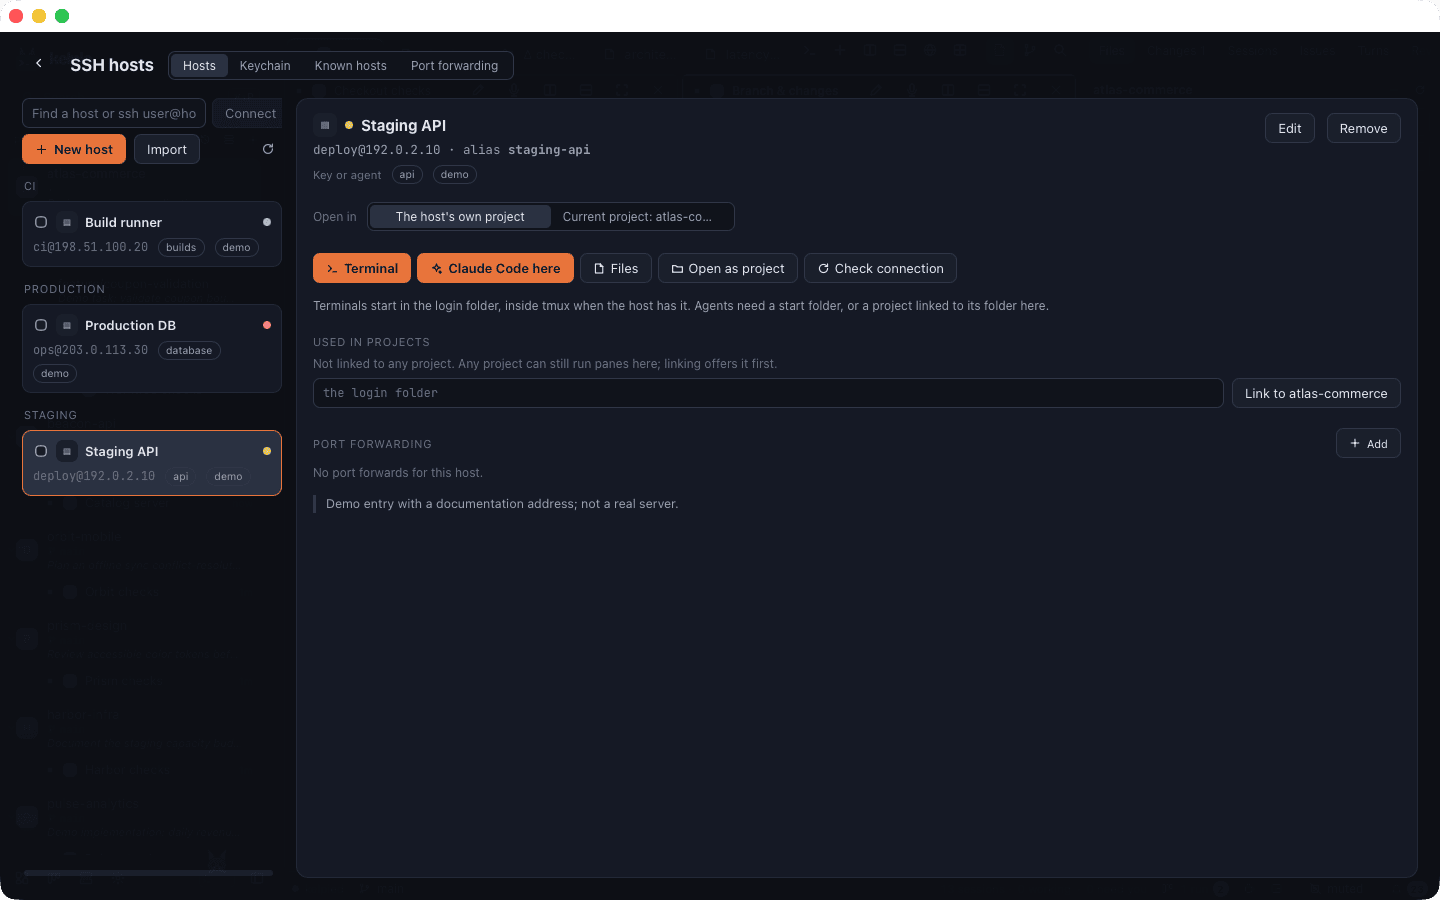 SSH hosts
Hosts
Keychain
Known hosts
Port forwarding
Find a host or ssh user@ho
Connect
New host
Import
CI
Build runner
ci@198.51.100.20 builds demo
PRODUCTION
Production DB
ops@203.0.113.30 database
demo
STAGING
Staging API
deploy@192.0.2.10 api demo
Staging API
Edit
Remove
deploy@192.0.2.10 · alias staging-api
Key or agent api demo
Open in The host's own project Current project: atlas-co...
Terminal
Claude Code here
Files
Open as project
Check connection
Terminals start in the login folder, inside tmux when the host has it. Agents need a start folder, or a project linked to its folder here.
USED IN PROJECTS
Not linked to any project. Any project can still run panes here; linking offers it first.
the login folder
Link to atlas-commerce
PORT FORWARDING
Add
No port forwards for this host.
Demo entry with a documentation address; not a real server.